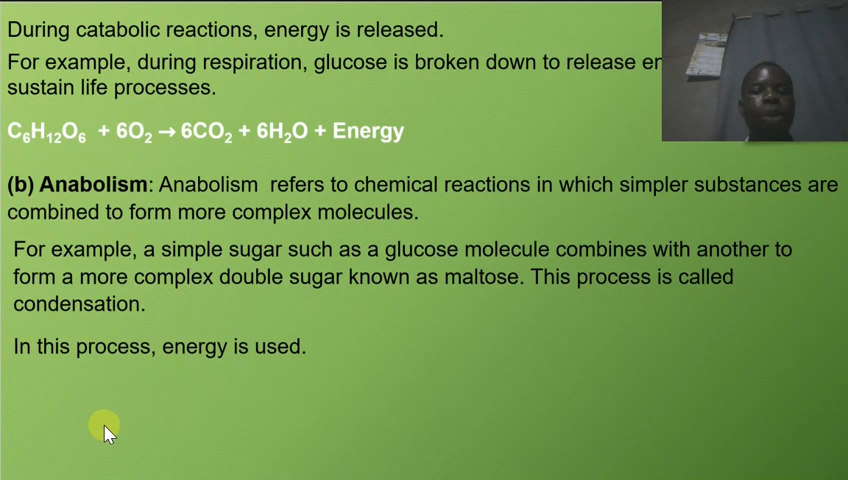 During catabolic reactions, energy is released.
For example, during respiration, glucose is broken down to release
sustain life processes.
C₆H₁₂O₆ + 6O₂ → 6CO₂ + 6H₂O + Energy
(b) Anabolism: Anabolism refers to chemical reactions in which simpler substances are
combined to form more complex molecules.
For example, a simple sugar such as a glucose molecule combines with another to
form a more complex double sugar known as maltose. This process is called
condensation.
In this process, energy is used.